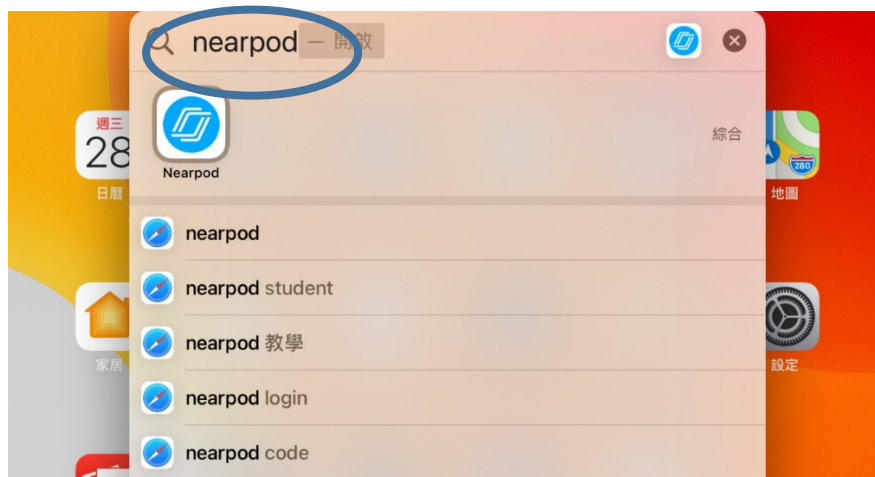 nearpod — 開啟
週三
28
日曆
Nearpod
綜合
280
地圖
nearpod
nearpod student
家居
nearpod 教學
設定
nearpod login
nearpod code